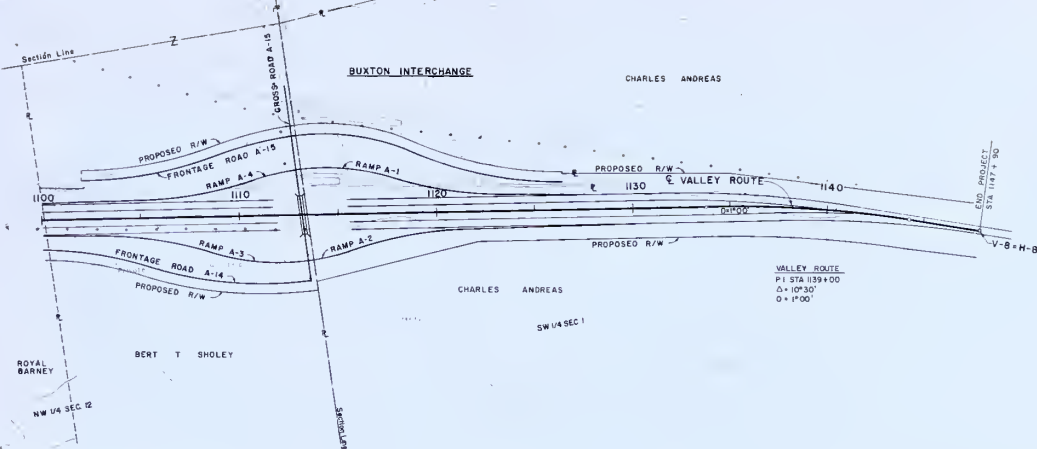 Section Line
Z
BUXTON INTERCHANGE
CROSS ROAD A-15
CHARLES ANDREAS
PROPOSED R/W
FRONTAGE ROAD A-15
RAMP A-4
RAMP A-1
PROPOSED R/W
℄ VALLEY ROUTE
1100
1110
1120
1130
1140
D=1°00'
END PROJECT
STA 1147 + 90
V-8 = H-8
RAMP A-3
RAMP A-2
FRONTAGE ROAD A-14
PROPOSED R/W
PROPOSED R/W
CHARLES ANDREAS
VALLEY ROUTE
P I STA 1139+00
Δ = 10°30'
D = 1°00'
SW 1/4 SEC 1
BERT T SHOLEY
ROYAL
BARNEY
NW 1/4 SEC 12
Section Line